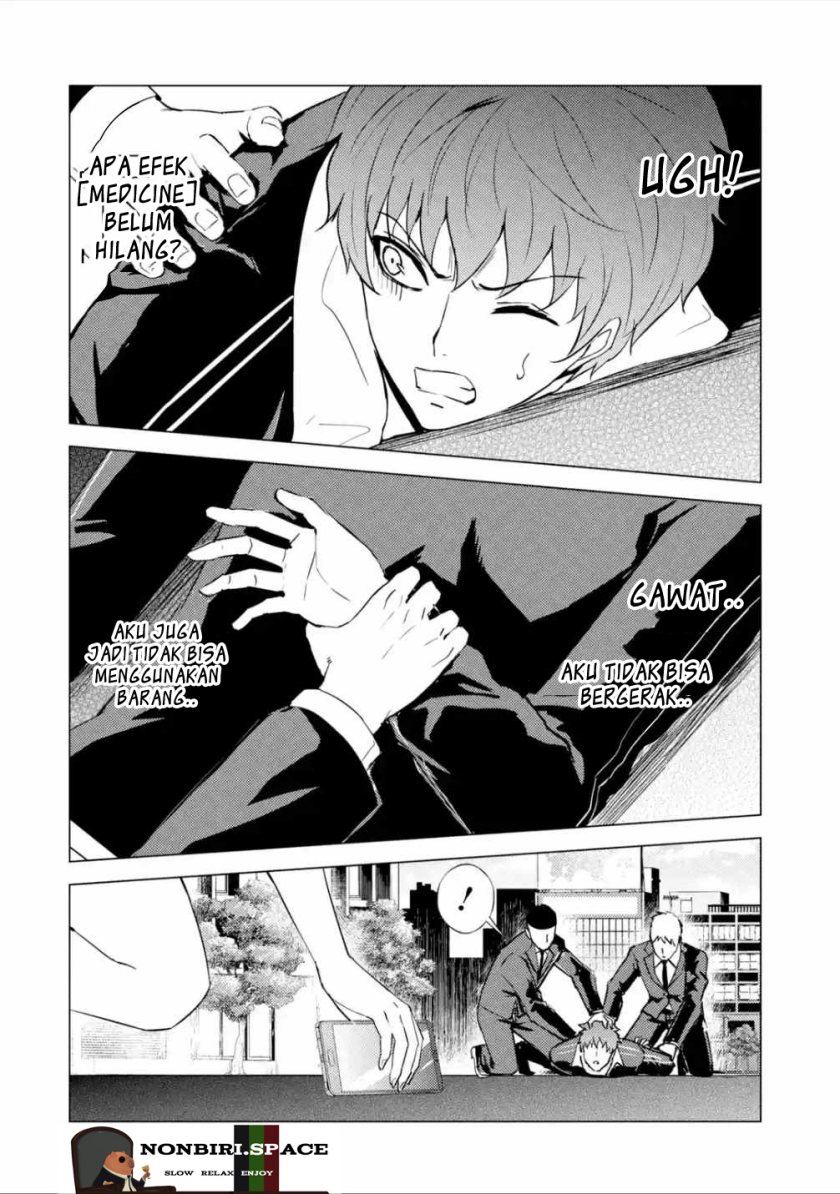 UGH!
APA EFEK
[MEDICINE]
BELUM
HILANG?
GAWAT..
AKU TIDAK BISA
BERGERAK..
AKU JUGA
JADI TIDAK BISA
MENGGUNAKAN
BARANG..
!
NONBIRI.SPACE
SLOW RELAX ENJOY